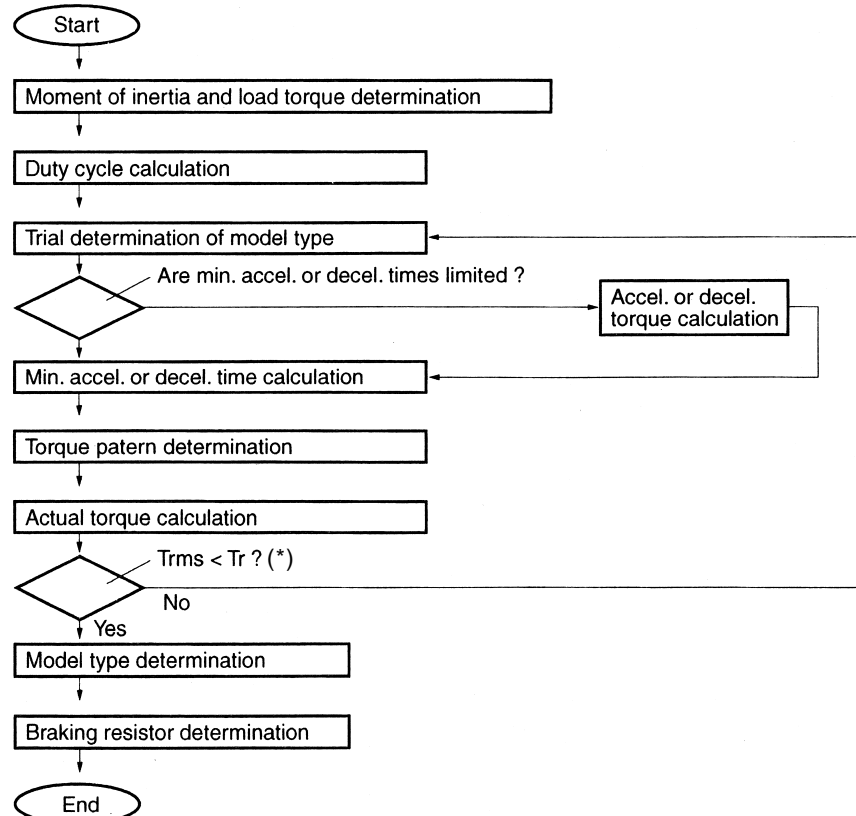 Start
Moment of inertia and load torque determination
Duty cycle calculation
Trial determination of model type
Are min. accel. or decel. times limited ?
Accel. or decel.
torque calculation
Min. accel. or decel. time calculation
Torque patern determination
Actual torque calculation
Trms < Tr ? (*)
No
Yes
Model type determination
Braking resistor determination
End